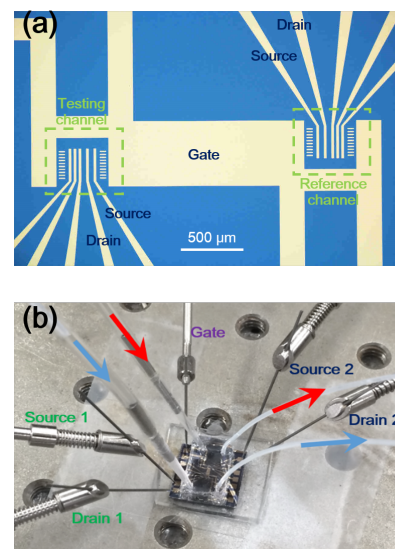 (a)
Drain
Source
Testing
channel
Gate
Reference
channel
Source
Drain
500 μm
(b)
Gate
Source 2
Source 1
Drain 2
Drain 1